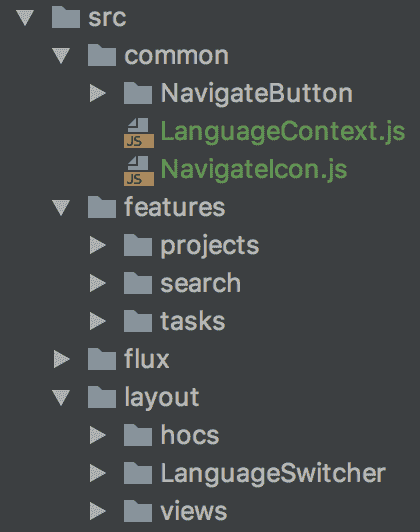 src
common
NavigateButton
JS LanguageContext.js
JS NavigateIcon.js
features
projects
search
tasks
flux
layout
hocs
LanguageSwitcher
views